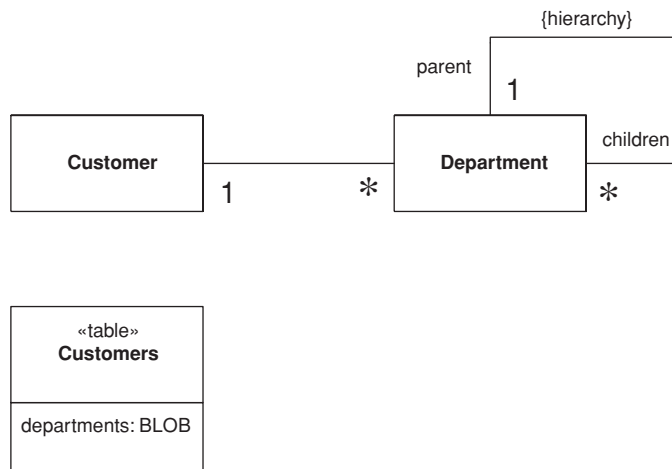 {hierarchy}
parent
1
Customer
Department
children
1
*
*
«table»
Customers
departments: BLOB